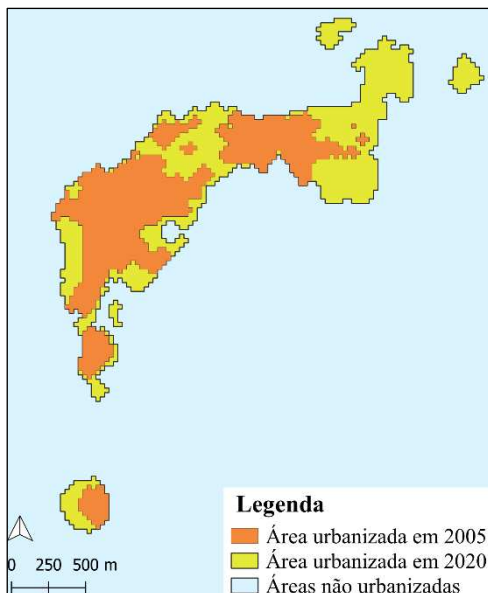 Legenda
Área urbanizada em 2005
Área urbanizada em 2020
Áreas não urbanizadas
0 250 500 m